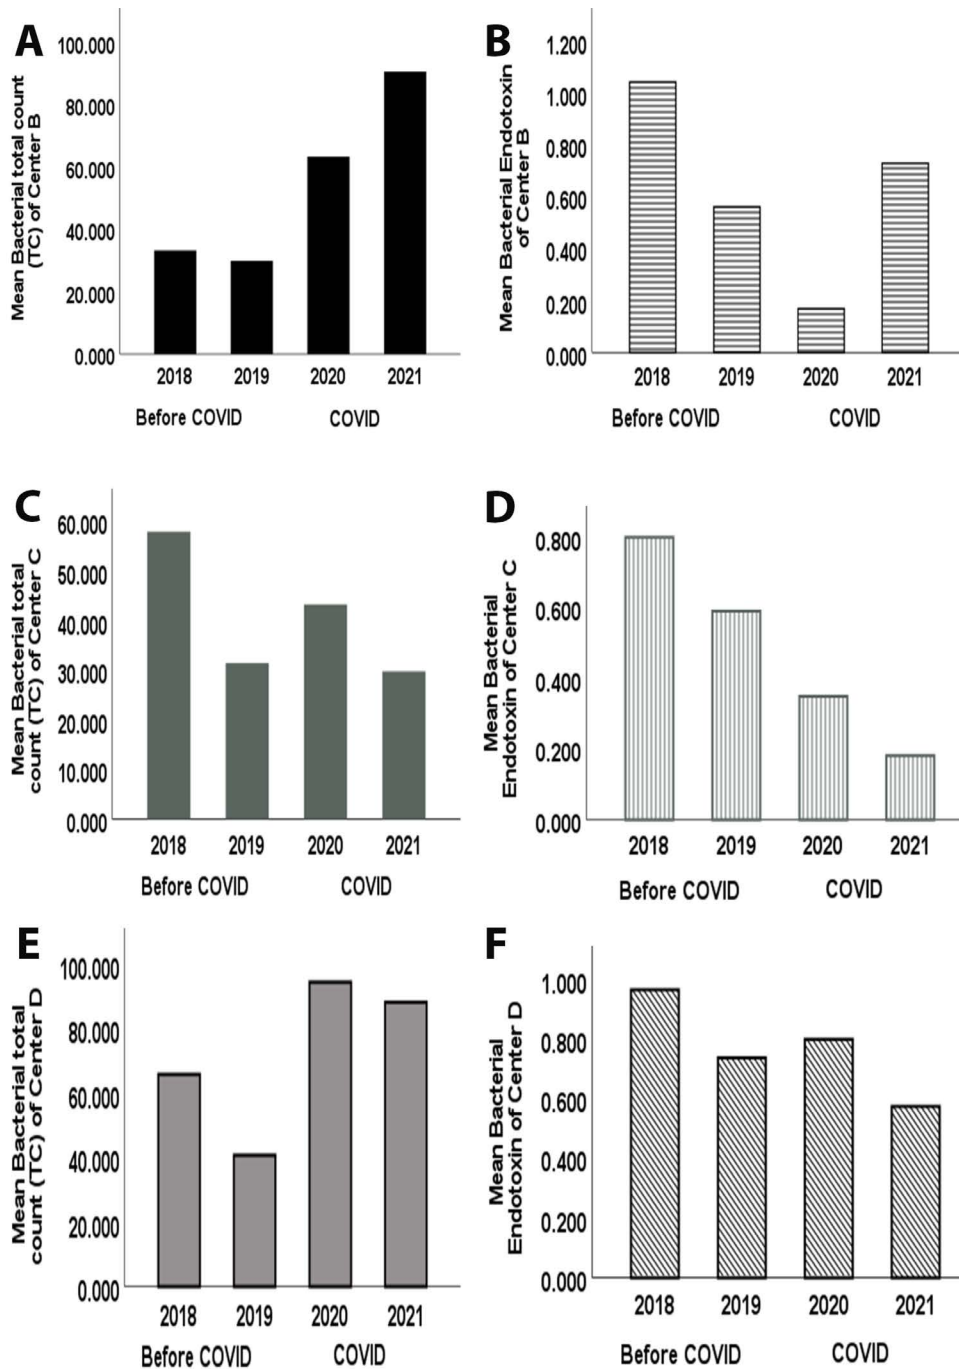 A
Mean Bacterial total count
(TC) of Center B
100.000
80.000
60.000
40.000
20.000
0.000
2018 2019 2020 2021
Before COVID COVID
B
Mean Bacterial Endotoxin
of Center B
1.200
1.000
0.800
0.600
0.400
0.200
0.000
2018 2019 2020 2021
Before COVID COVID
C
Mean Bacterial total
count (TC) of Center C
60.000
50.000
40.000
30.000
20.000
10.000
0.000
2018 2019 2020 2021
Before COVID COVID
D
Mean Bacterial
Endotoxin of Center C
0.800
0.600
0.400
0.200
0.000
2018 2019 2020 2021
Before COVID COVID
E
Mean Bacterial total
count (TC) of Center D
100.000
80.000
60.000
40.000
20.000
0.000
2018 2019 2020 2021
Before COVID COVID
F
Mean Bacterial
Endotoxin of Center D
1.000
0.800
0.600
0.400
0.200
0.000
2018 2019 2020 2021
Before COVID COVID